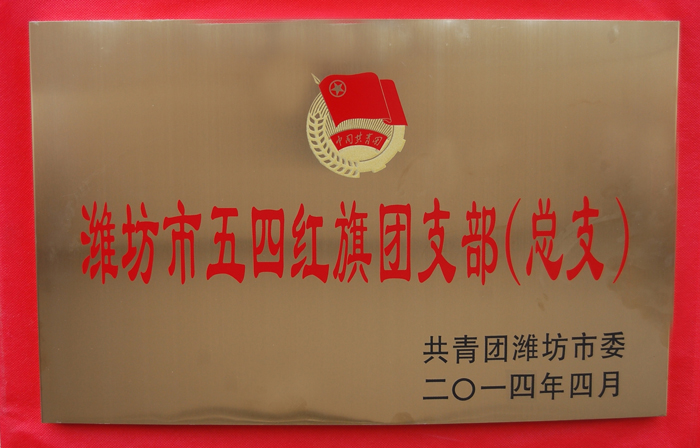 中国共青团
潍坊市五四红旗团支部(总支)
共青团潍坊市委
二〇一四年四月